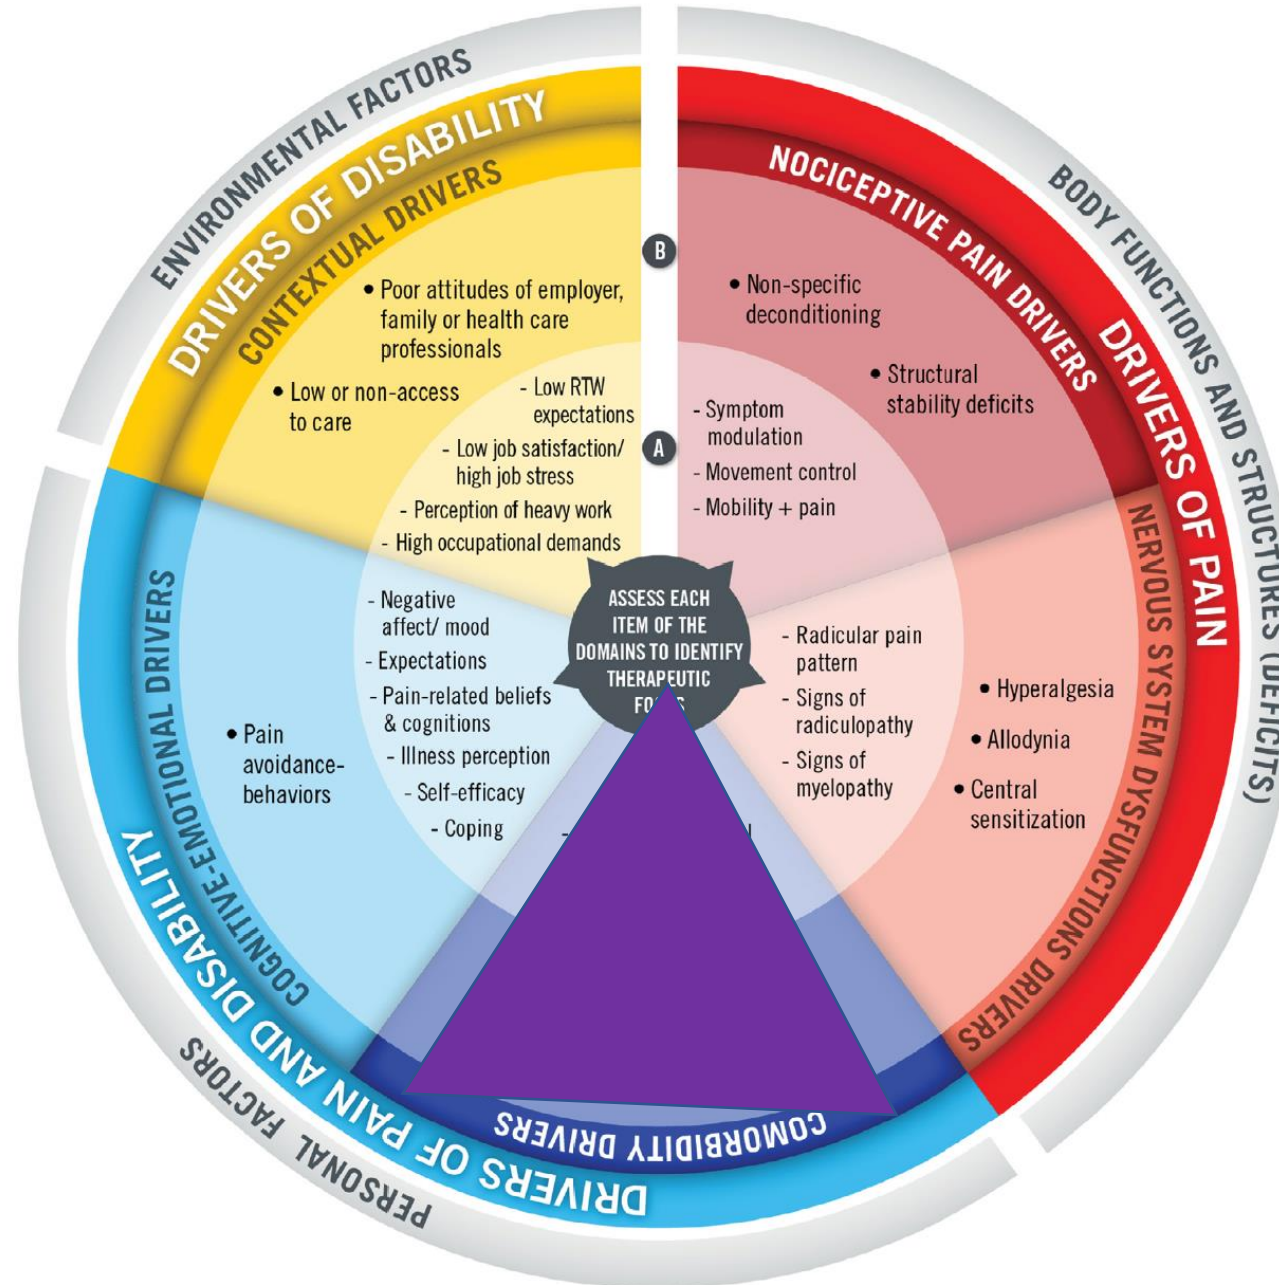 ENVIRONMENTAL FACTORS
DRIVERS OF DISABILITY
CONTEXTUAL DRIVERS
• Poor attitudes of employer,
family or health care
professionals
• Low or non-access
to care
- Low RTW
expectations
- Low job satisfaction/
high job stress
- Perception of heavy work
- High occupational demands
B
A
BODY FUNCTIONS AND STRUCTURES (DEFICITS)
DRIVERS OF PAIN
NOCICEPTIVE PAIN DRIVERS
• Non-specific
deconditioning
• Structural
stability deficits
- Symptom
modulation
- Movement control
- Mobility + pain
NERVOUS SYSTEM DYSFUNCTIONS DRIVERS
- Radicular pain
pattern
- Signs of
radiculopathy
- Signs of
myelopathy
• Hyperalgesia
• Allodynia
• Central
sensitization
ASSESS EACH
ITEM OF THE
DOMAINS TO IDENTIFY
THERAPEUTIC
PERSONAL FACTORS
DRIVERS OF PAIN AND DISABILITY
COGNITIVE-EMOTIONAL DRIVERS
- Negative
affect/ mood
- Expectations
- Pain-related beliefs
& cognitions
- Illness perception
- Self-efficacy
- Coping
• Pain
avoidance-
behaviors
COMORBIDITY DRIVERS